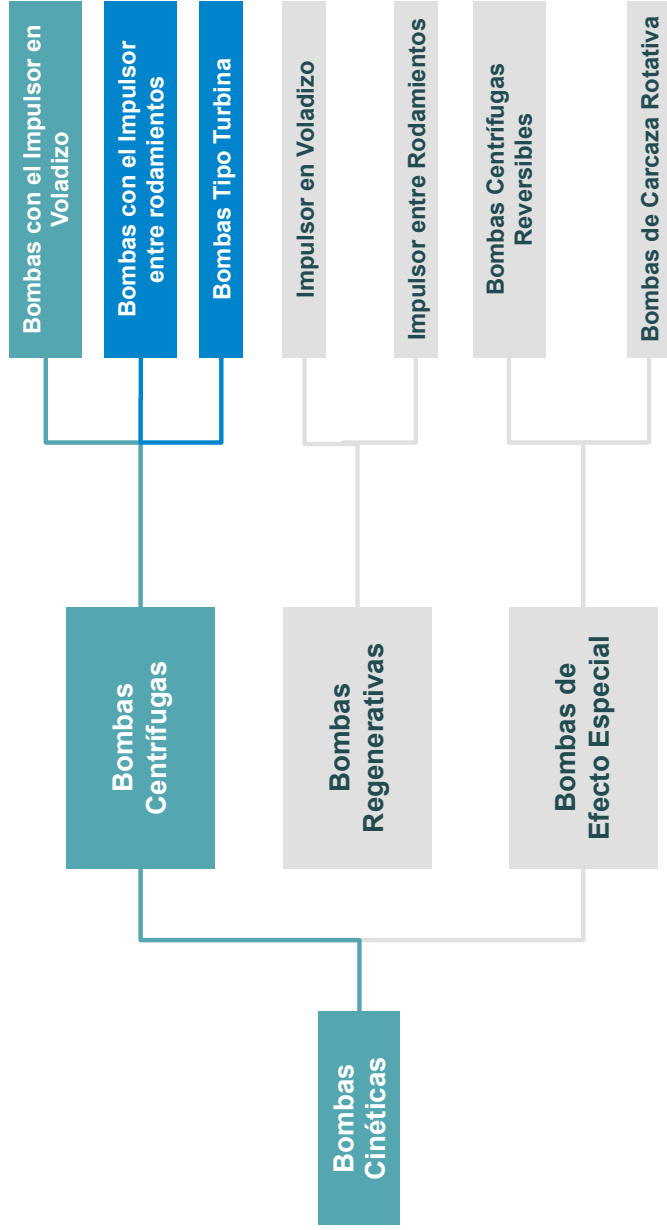 Bombas
Cinéticas
Bombas
Centrífugas
Bombas
Regenerativas
Bombas de
Efecto Especial
Bombas con el Impulsor en
Voladizo
Bombas con el Impulsor
entre rodamientos
Bombas Tipo Turbina
Impulsor en Voladizo
Impulsor entre Rodamientos
Bombas Centrífugas
Reversibles
Bombas de Carcaza Rotativa